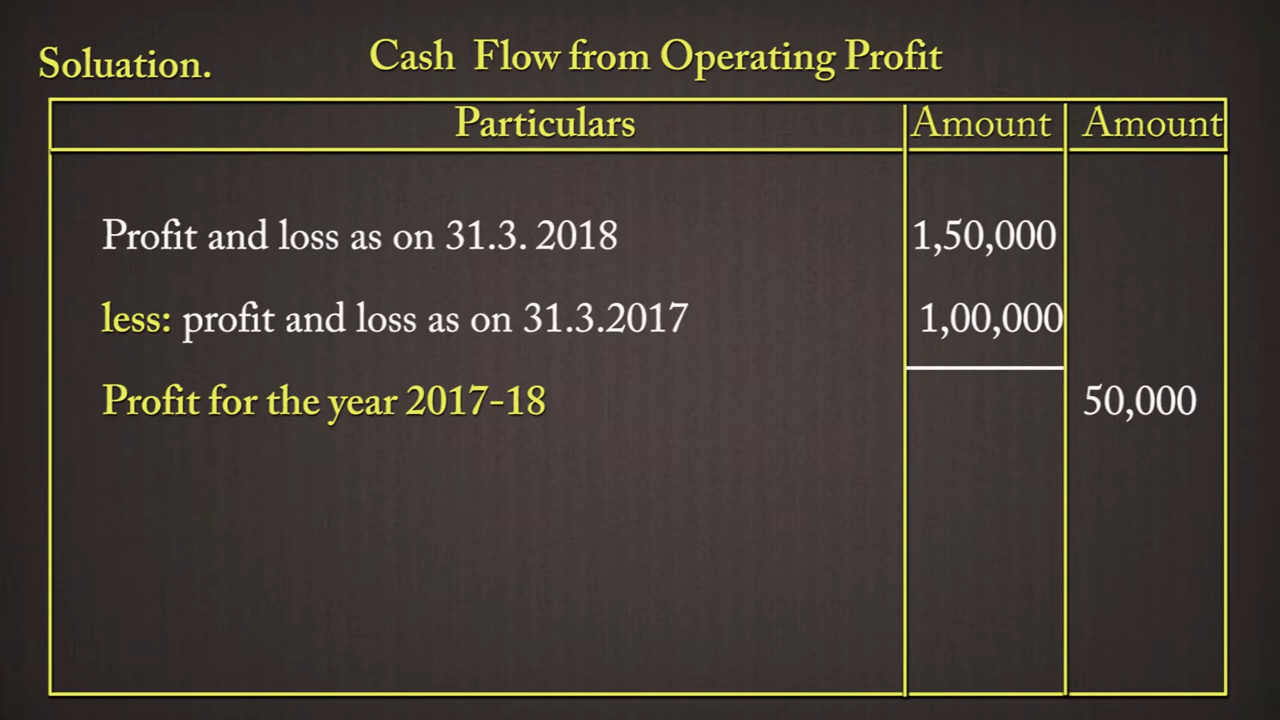 Soluation.
Cash Flow from Operating Profit
Particulars Amount Amount
Profit and loss as on 31.3. 2018 1,50,000
less: profit and loss as on 31.3.2017 1,00,000
Profit for the year 2017-18 50,000